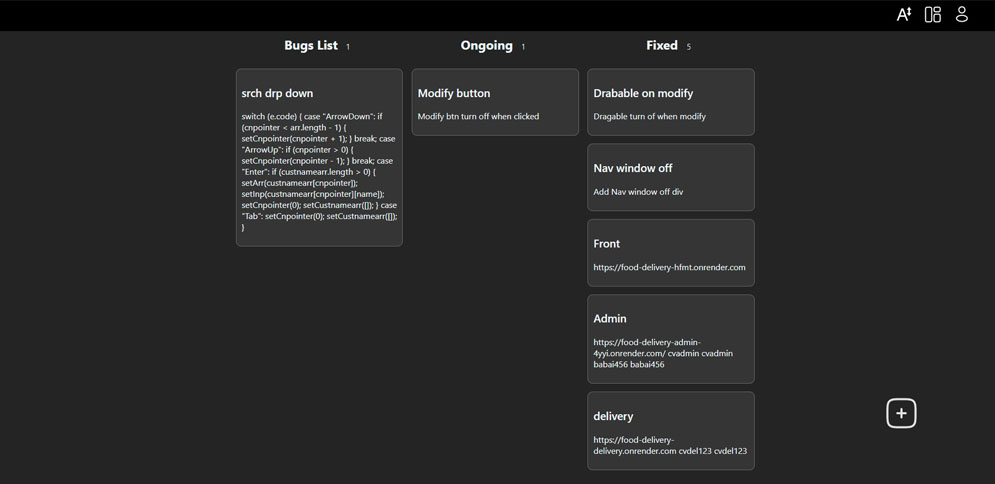 A
Bugs List 1
Ongoing 1
Fixed 5
srch drp down
switch (e.code) { case "ArrowDown": if
(cnpointer < arr.length - 1) {
setCnpointer(cnpointer + 1); } break; case
"ArrowUp": if (cnpointer > 0) {
setCnpointer(cnpointer - 1); } break; case
"Enter": if (custnamearr.length > 0) {
setArr(custnamearr[cnpointer]);
setInp(custnamearr[cnpointer][name]);
setCnpointer(0); setCustnamearr([]); } case
"Tab": setCnpointer(0); setCustnamearr([]);
}
Modify button
Modify btn turn off when clicked
Drabable on modify
Dragable turn of when modify
Nav window off
Add Nav window off div
Front
https://food-delivery-hfmt.onrender.com
Admin
https://food-delivery-admin-
4yyi.onrender.com/ cvadmin cvadmin
babai456 babai456
delivery
https://food-delivery-
delivery.onrender.com cvdel123 cvdel123